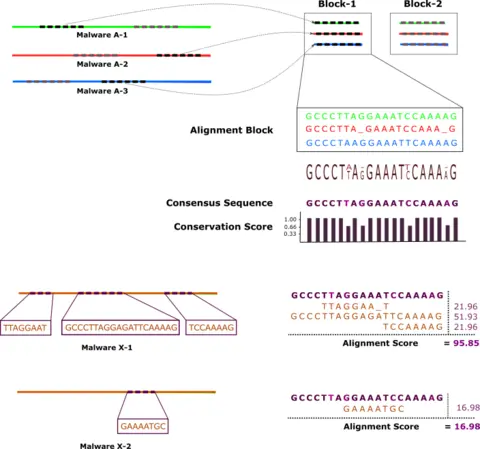 Block-1 Block-2
Malware A-1
Malware A-2
Malware A-3
Alignment Block
GCCCTTAGGAAATCCAAAAG
GCCCTTA_GAAATCCAAA_G
GCCCTAAGGAAATTCAAAAG
Consensus Sequence GCCCTTAGGAAATCCAAAAG
Conservation Score
1.00
0.66
0.33
GCCCTTAGGAAATCCAAAAG
TTAGGAA_T 21.96
GCCCTTAGGAGATTCAAAAG 51.93
TCCAAAAG 21.96
TTAGGAAT GCCCTTAGGAGATTCAAAAG TCCAAAAG
Malware X-1
Alignment Score = 95.85
GCCCTTAGGAAATCCAAAAG
GAAAATGC 16.98
GAAAATGC
Alignment Score = 16.98
Malware X-2